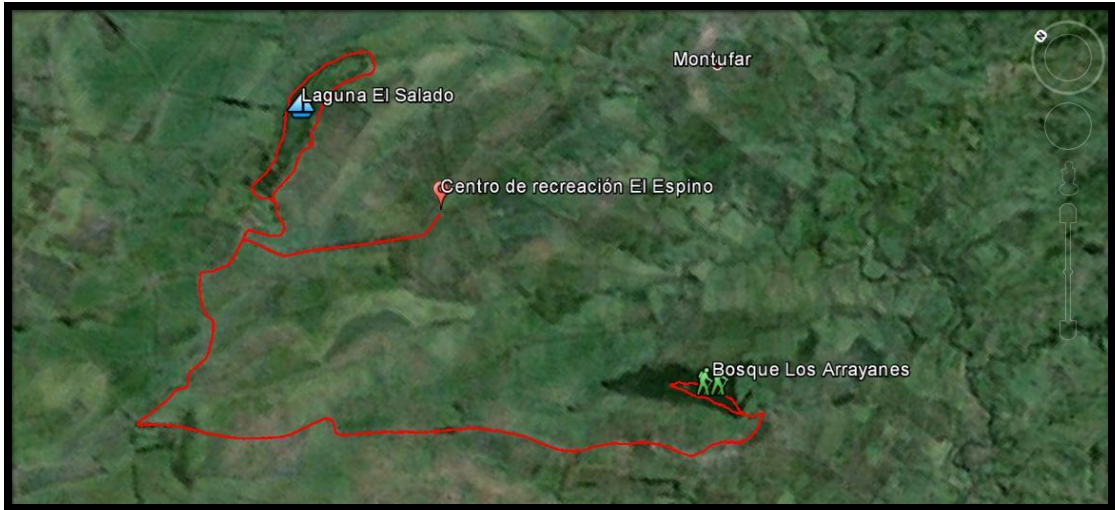 Montufar
Laguna El Salado
Centro de recreación El Espino
Bosque Los Arrayanes
N